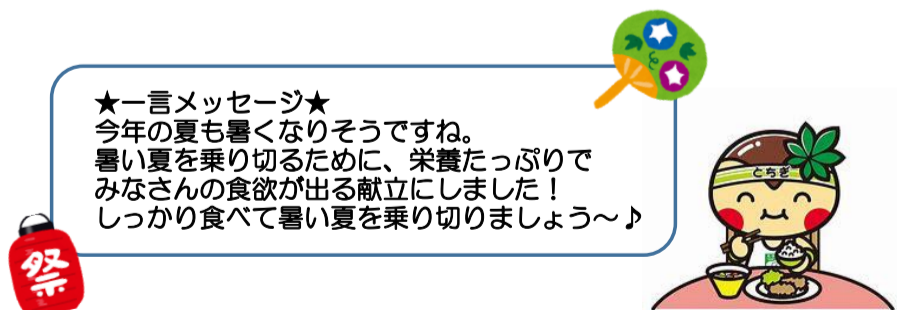 ★一言メッセージ★
今年の夏も暑くなりそうですね。
暑い夏を乗り切るために、栄養たっぷりで
みなさんの食欲が出る献立にしました！
しっかり食べて暑い夏を乗り切りましょう～♪
とちぎ
祭